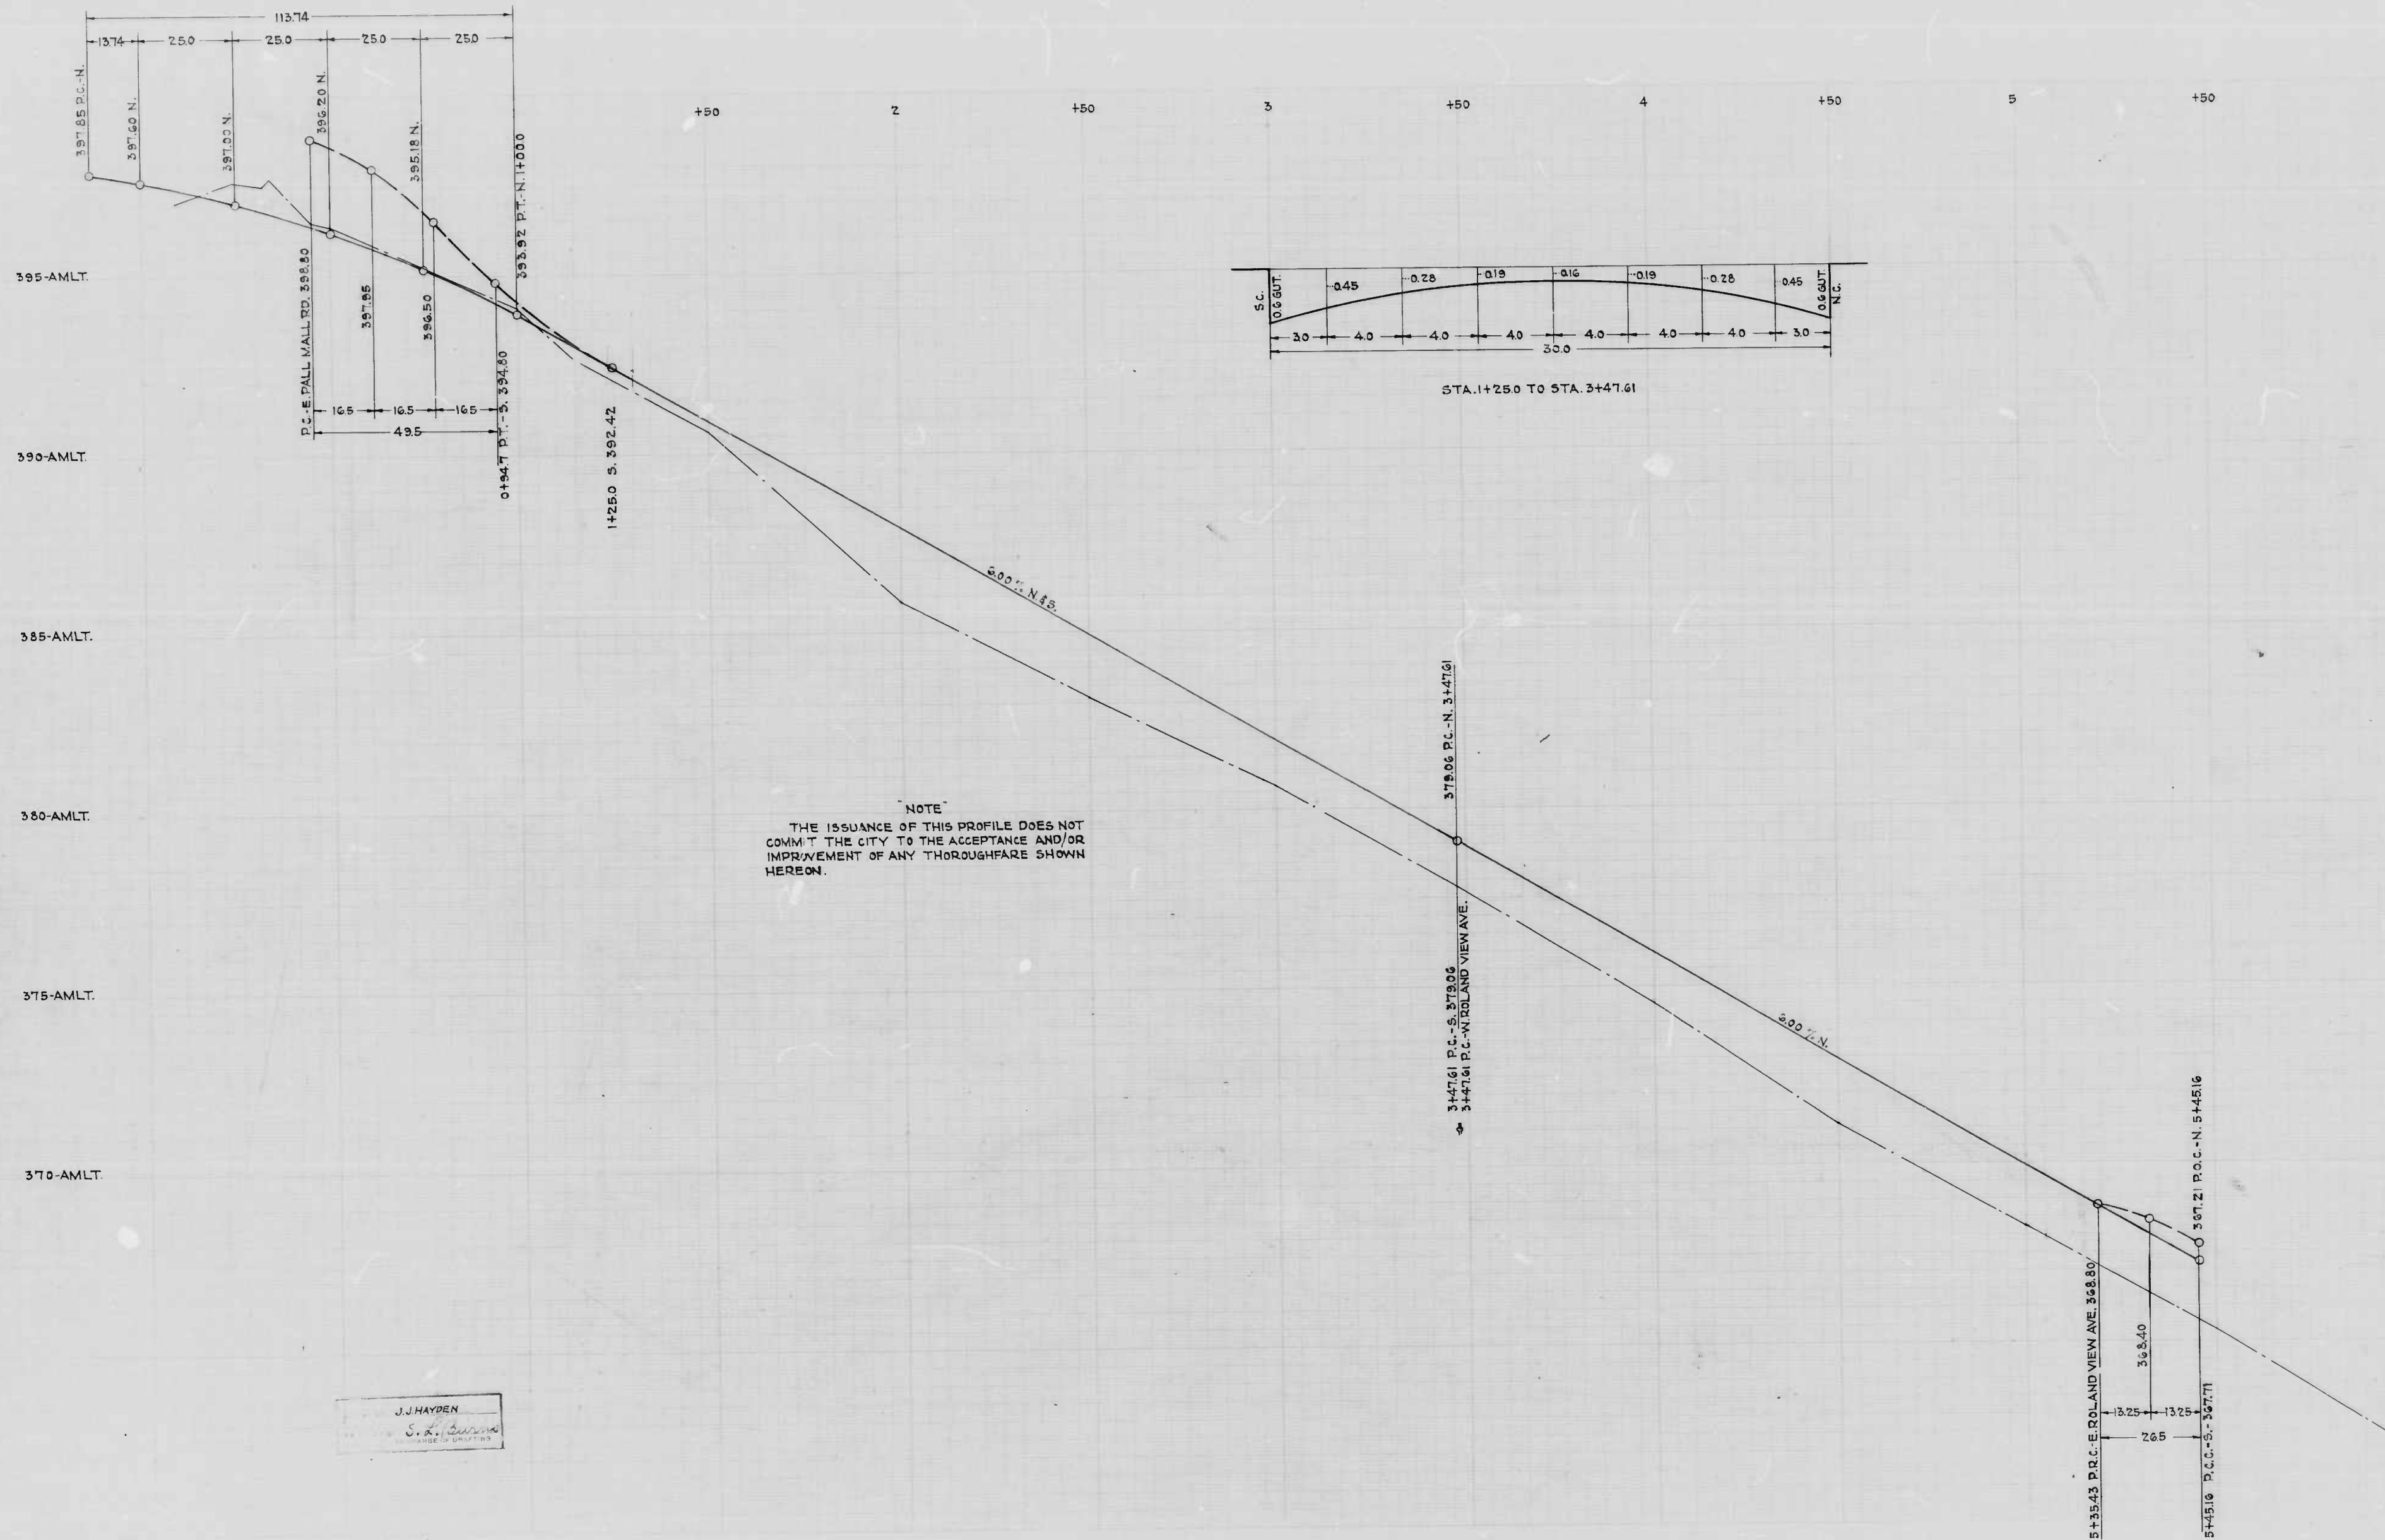 113.74
13.74 25.0 25.0 25.0 25.0
397.85 P.C.-N.
397.60 N.
397.00 N.
396.20 N.
395.18 N.
393.92 P.T.-N. 1+00.0
+50 2 +50 3 +50 4 +50 5 +50
395-AMLT.
390-AMLT.
385-AMLT.
380-AMLT.
375-AMLT.
370-AMLT.
P.C.-E. PALL MALL RD. 398.80
397.95
396.50
0+94.7 P.T.-S. 394.80
16.5 16.5 16.5
49.5
1+25.0 S. 392.42
S.C.
0.6 GUT.
0.45 0.28 0.19 0.16 0.19 0.28 0.45
0.6 GUT.
N.C.
3.0 4.0 4.0 4.0 4.0 4.0 4.0 3.0
30.0
STA. 1+25.0 TO STA. 3+47.61
6.00 % N.&S.
"NOTE"
THE ISSUANCE OF THIS PROFILE DOES NOT
COMMIT THE CITY TO THE ACCEPTANCE AND/OR
IMPROVEMENT OF ANY THOROUGHFARE SHOWN
HEREON.
379.06 P.C.-N. 3+47.61
3+47.61 P.C.-S. 379.06
3+47.61 P.C.-W. ROLAND VIEW AVE.
6.00 % N.
367.21 P.O.C.-N. 5+45.16
5+35.43 P.R.C.-E. ROLAND VIEW AVE. 368.80
368.40
13.25 13.25
26.5
5+45.16 P.C.C.-S.-367.71
J.J. HAYDEN
S. L. Burns